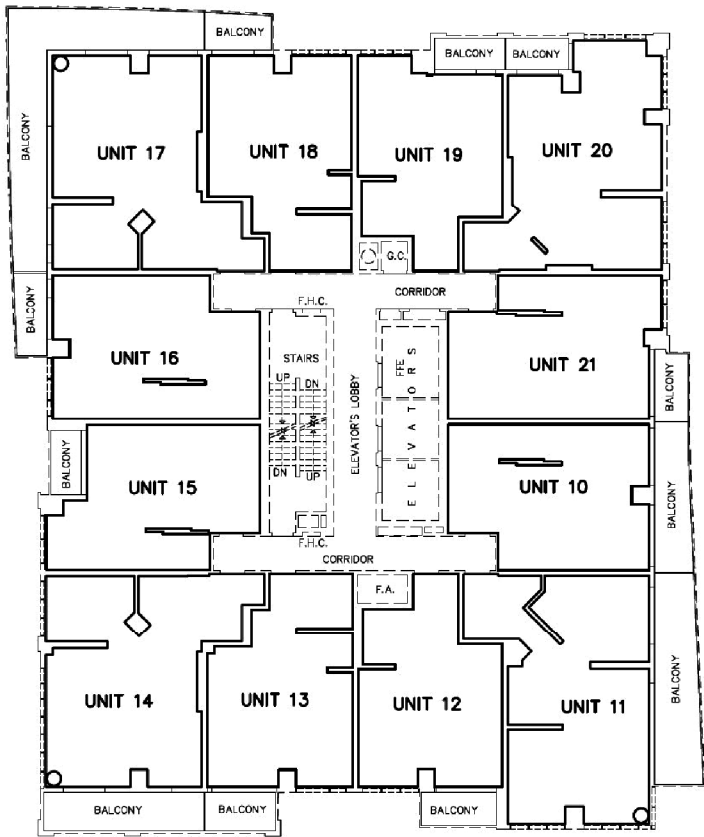 BALCONY
BALCONY
BALCONY
BALCONY
UNIT 17
UNIT 18
UNIT 19
UNIT 20
G.C.
BALCONY
CORRIDOR
F.H.C.
UNIT 16
STAIRS
UP
DN
ELEVATOR'S LOBBY
FFE
ELEVATORS
UNIT 21
BALCONY
BALCONY
UNIT 15
DN
UP
UNIT 10
BALCONY
F.H.C.
CORRIDOR
F.A.
UNIT 14
UNIT 13
UNIT 12
UNIT 11
BALCONY
BALCONY
BALCONY
BALCONY